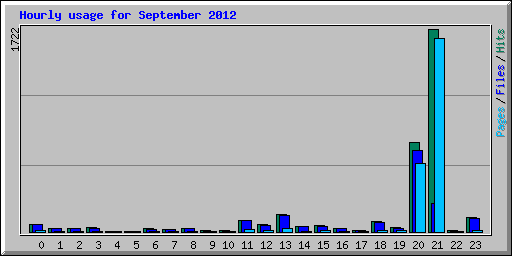 Hourly usage for September 2012
1722
Pages/Files/Hits
0 1 2 3 4 5 6 7 8 9 10 11 12 13 14 15 16 17 18 19 20 21 22 23